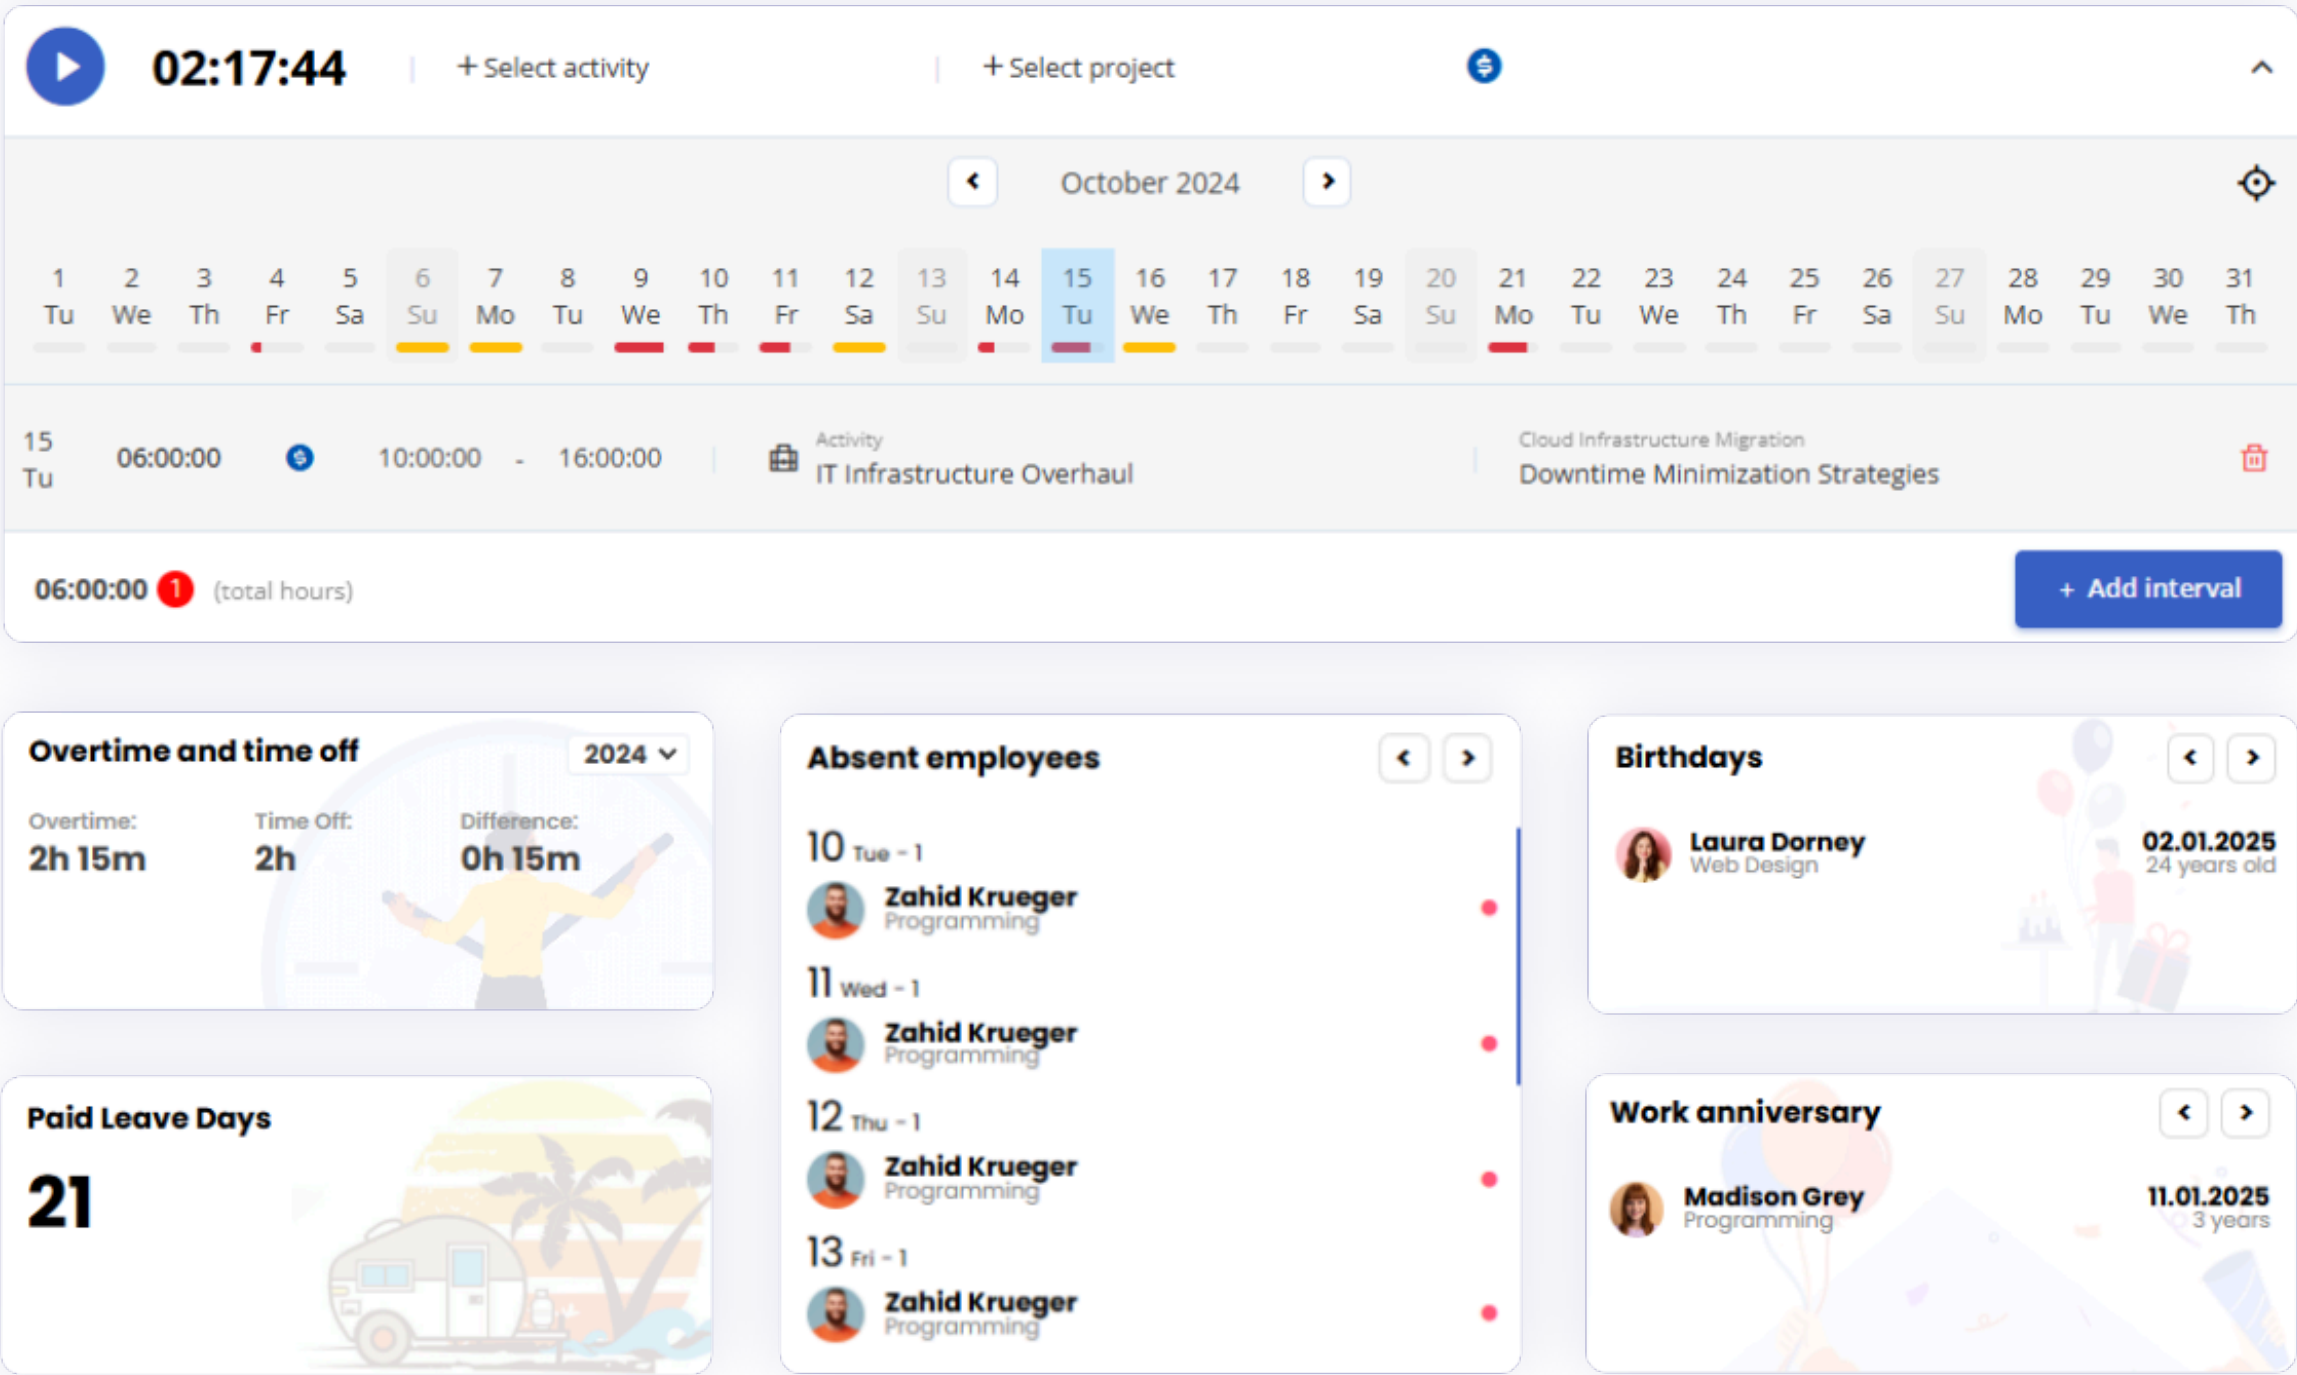 02:17:44 + Select activity + Select project
October 2024
1 2 3 4 5 6 7 8 9 10 11 12 13 14 15 16 17 18 19 20 21 22 23 24 25 26 27 28 29 30 31
Tu We Th Fr Sa Su Mo Tu We Th Fr Sa Su Mo Tu We Th Fr Sa Su Mo Tu We Th Fr Sa Su Mo Tu We Th
15
Tu
06:00:00 $ 10:00:00 - 16:00:00
Activity
IT Infrastructure Overhaul
Cloud Infrastructure Migration
Downtime Minimization Strategies
06:00:00 1 (total hours)
+ Add interval
Overtime and time off 2024
Overtime: Time Off: Difference:
2h 15m 2h 0h 15m
Paid Leave Days
21
Absent employees
10 Tue - 1
Zahid Krueger
Programming
11 Wed - 1
Zahid Krueger
Programming
12 Thu - 1
Zahid Krueger
Programming
13 Fri - 1
Zahid Krueger
Programming
Birthdays
Laura Dorney 02.01.2025
Web Design 24 years old
Work anniversary
Madison Grey 11.01.2025
Programming 3 years